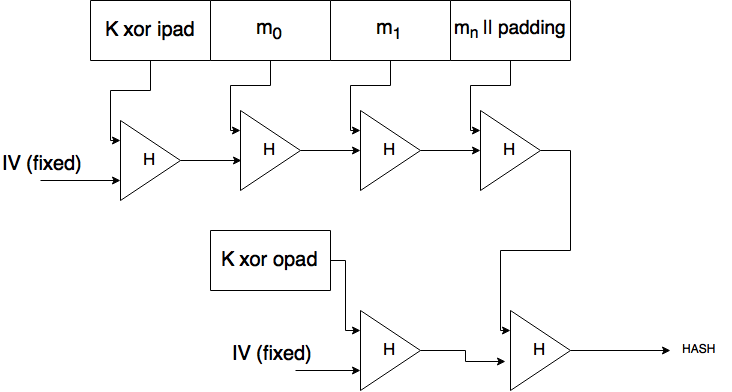 K xor ipad
m₀
m₁
mₙ || padding
H
H
H
H
IV (fixed)
K xor opad
IV (fixed)
H
H
HASH